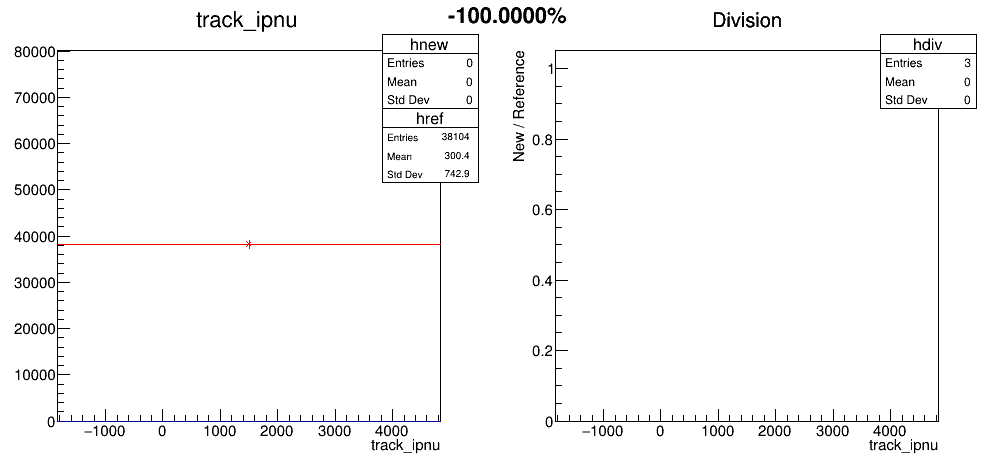 track_ipnu
-100.0000%
Division
hnew
Entries 0
Mean 0
Std Dev 0
href
Entries 38104
Mean 300.4
Std Dev 742.9
80000
70000
60000
50000
40000
30000
20000
10000
0
−1000 0 1000 2000 3000 4000
track_ipnu
hdiv
Entries 3
Mean 0
Std Dev 0
New / Reference
1
0.8
0.6
0.4
0.2
0
−1000 0 1000 2000 3000 4000
track_ipnu